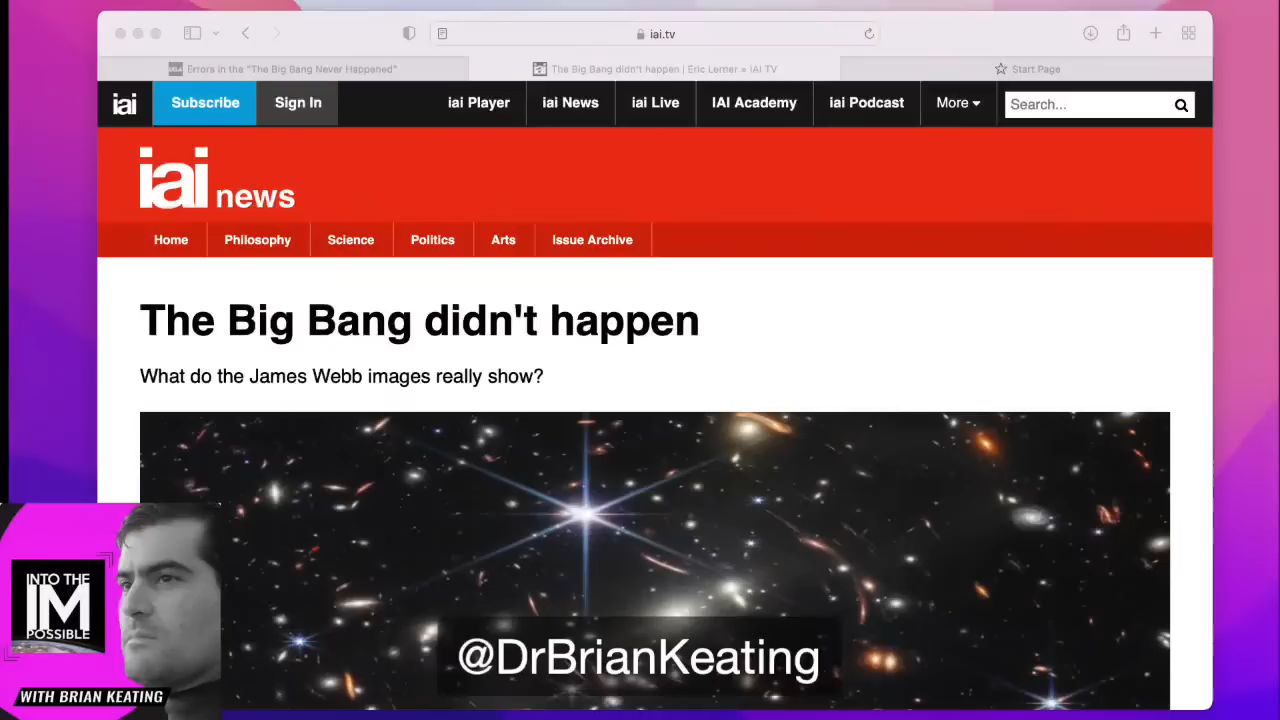 iai.tv
Errors in the "The Big Bang Never Happened"
The Big Bang didn't happen | Eric Lerner » IAI TV
Start Page
iai
Subscribe
Sign In
iai Player
iai News
iai Live
IAI Academy
iai Podcast
More
Search...
iai news
Home
Philosophy
Science
Politics
Arts
Issue Archive
The Big Bang didn't happen
What do the James Webb images really show?
INTO THE
IM
POSSIBLE
WITH BRIAN KEATING
@DrBrianKeating